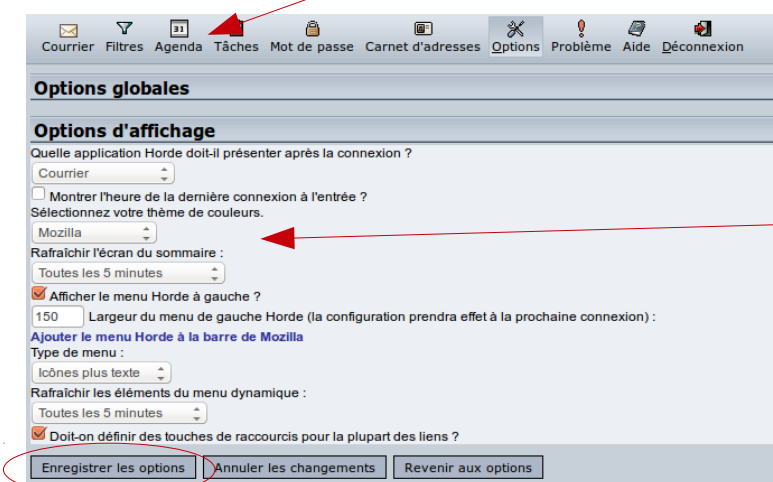 31
Courrier Filtres Agenda Tâches Mot de passe Carnet d'adresses Options Problème Aide Déconnexion
Options globales
Options d'affichage
Quelle application Horde doit-il présenter après la connexion ?
Courrier
Montrer l'heure de la dernière connexion à l'entrée ?
Sélectionnez votre thème de couleurs.
Mozilla
Rafraîchir l'écran du sommaire :
Toutes les 5 minutes
Afficher le menu Horde à gauche ?
150 Largeur du menu de gauche Horde (la configuration prendra effet à la prochaine connexion) :
Ajouter le menu Horde à la barre de Mozilla
Type de menu :
Icônes plus texte
Rafraîchir les éléments du menu dynamique :
Toutes les 5 minutes
Doit-on définir des touches de raccourcis pour la plupart des liens ?
Enregistrer les options Annuler les changements Revenir aux options